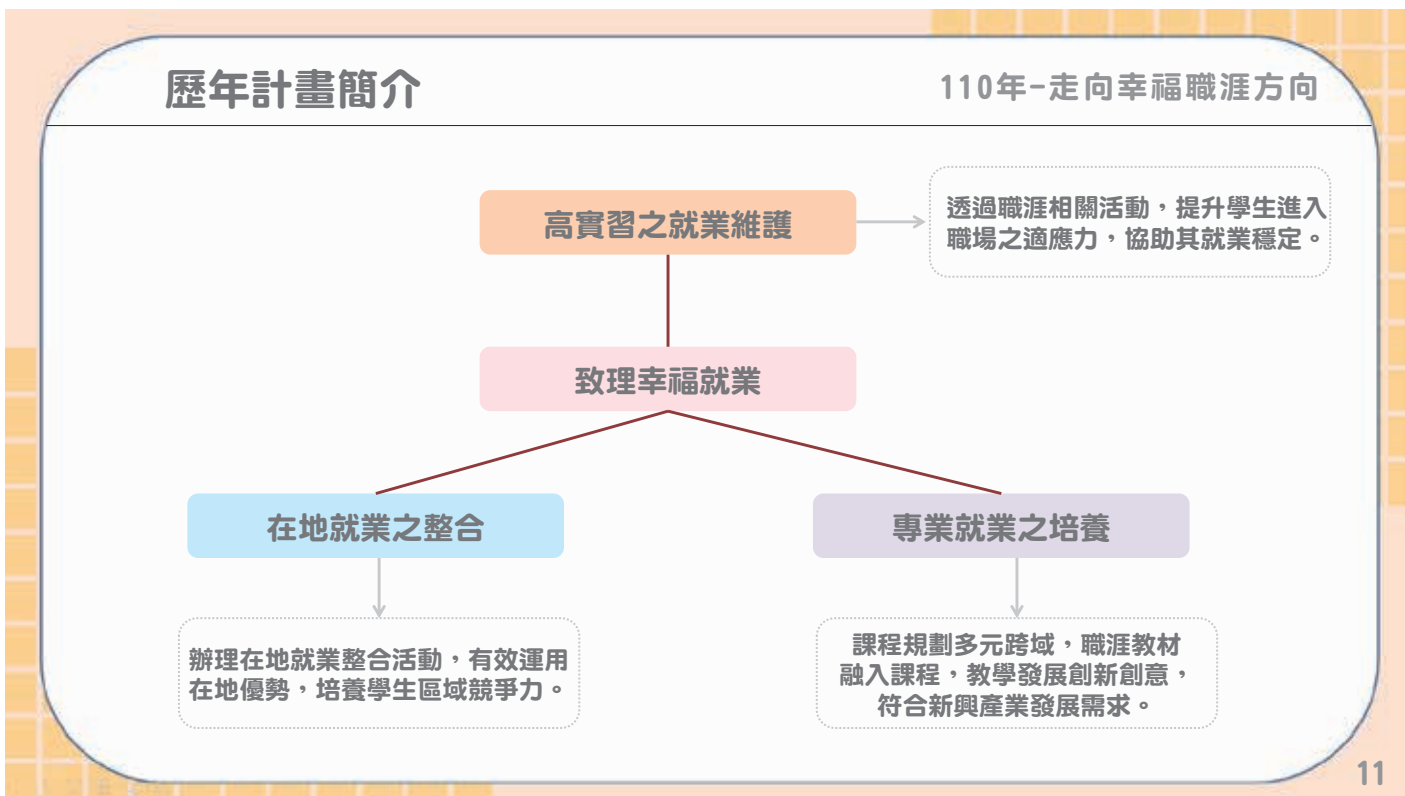 歷年計畫簡介
110年-走向幸福職涯方向
高實習之就業維護
透過職涯相關活動，提升學生進入
職場之適應力，協助其就業穩定。
致理幸福就業
在地就業之整合
專業就業之培養
辦理在地就業整合活動，有效運用
在地優勢，培養學生區域競爭力。
課程規劃多元跨域，職涯教材
融入課程，教學發展創新創意，
符合新興產業發展需求。
11